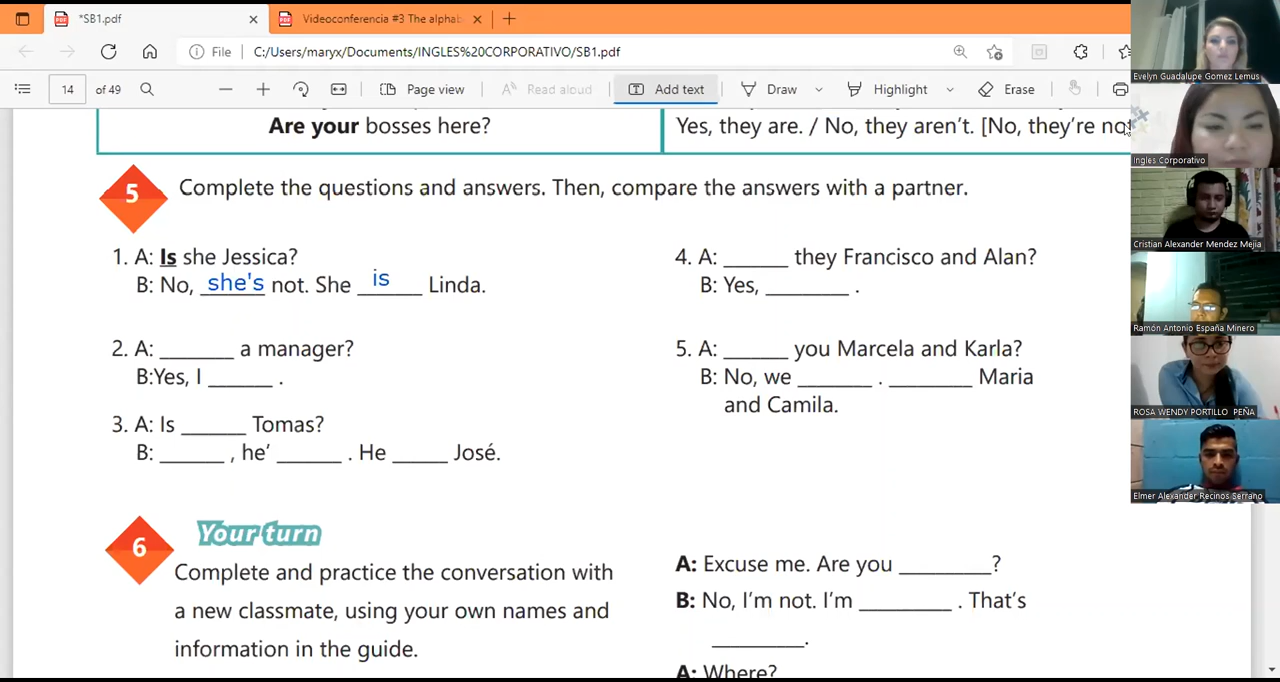 *SB1.pdf
Videoconferencia #3 The alphab
File
C:/Users/maryx/Documents/INGLES%20CORPORATIVO/SB1.pdf
14 of 49
Page view
Read aloud
Add text
Draw
Highlight
Erase
Are your bosses here?
Yes, they are. / No, they aren't. [No, they're no
5 Complete the questions and answers. Then, compare the answers with a partner.
1. A: Is she Jessica?
B: No, she's not. She is Linda.
2. A: _______ a manager?
B:Yes, I _______ .
3. A: Is _______ Tomas?
B: _______ , he' _______ . He ______ José.
4. A: _______ they Francisco and Alan?
B: Yes, _________ .
5. A: _______ you Marcela and Karla?
B: No, we ________ . _________ Maria
and Camila.
6 Your turn
Complete and practice the conversation with
a new classmate, using your own names and
information in the guide.
A: Excuse me. Are you __________?
B: No, I'm not. I'm __________ . That's
__________.
A: Where?
Evelyn Guadalupe Gomez Lemus
Ingles Corporativo
Cristian Alexander Mendez Mejia
Ramón Antonio España Minero
ROSA WENDY PORTILLO PEÑA
Elmer Alexander Recinos Serrano